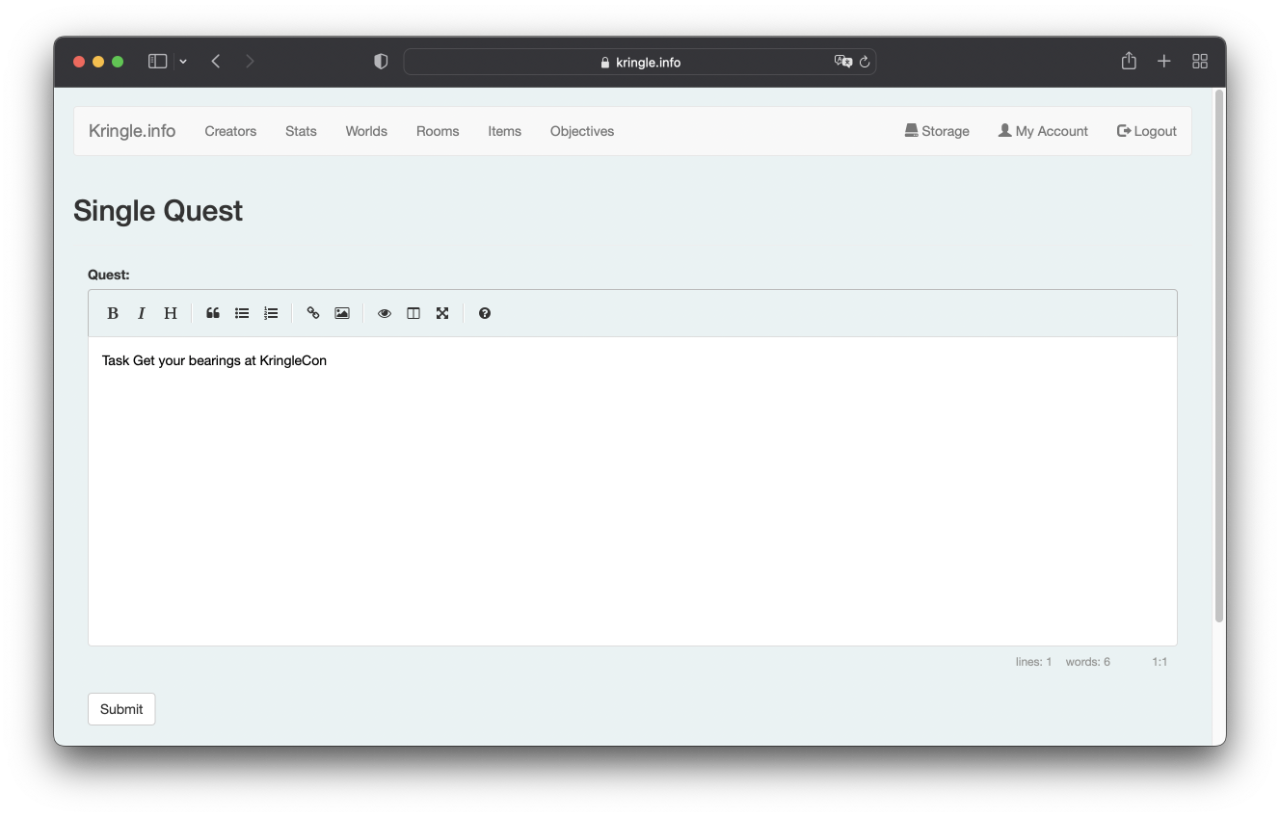 kringle.info
Kringle.info Creators Stats Worlds Rooms Items Objectives Storage My Account Logout
Single Quest
Quest:
B I H
Task Get your bearings at KringleCon
lines: 1 words: 6 1:1
Submit